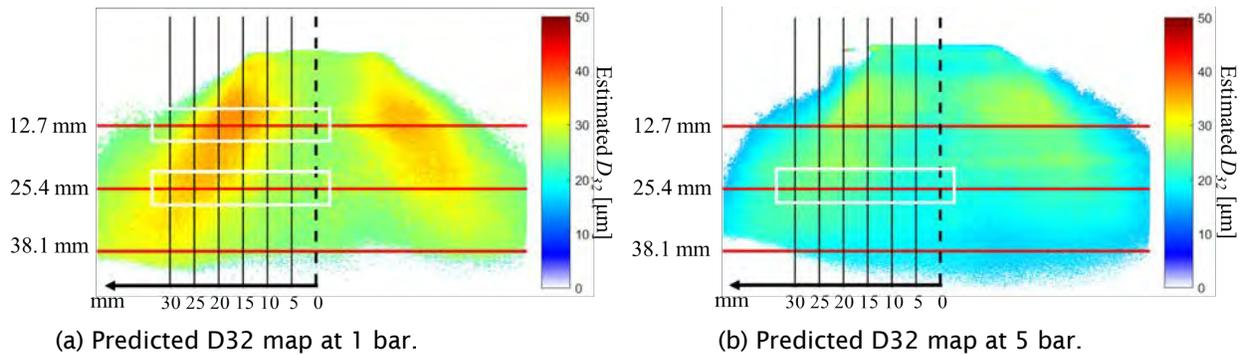 50
40
30
20
10
0
Estimated D32 [μm]
12.7 mm
25.4 mm
38.1 mm
mm
30 25 20 15 10 5 0
50
40
30
20
10
0
Estimated D32 [μm]
12.7 mm
25.4 mm
38.1 mm
mm
30 25 20 15 10 5 0
(a) Predicted D32 map at 1 bar.
(b) Predicted D32 map at 5 bar.